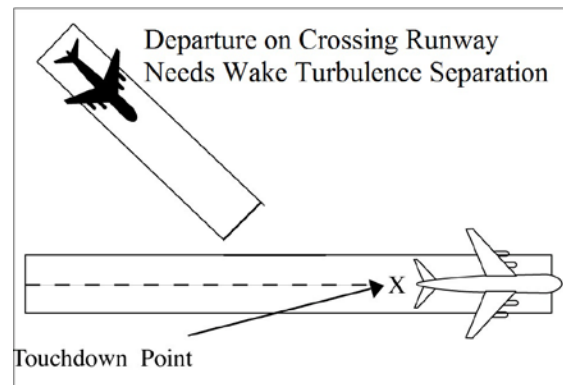 Departure on Crossing Runway
Needs Wake Turbulence Separation
X
Touchdown Point